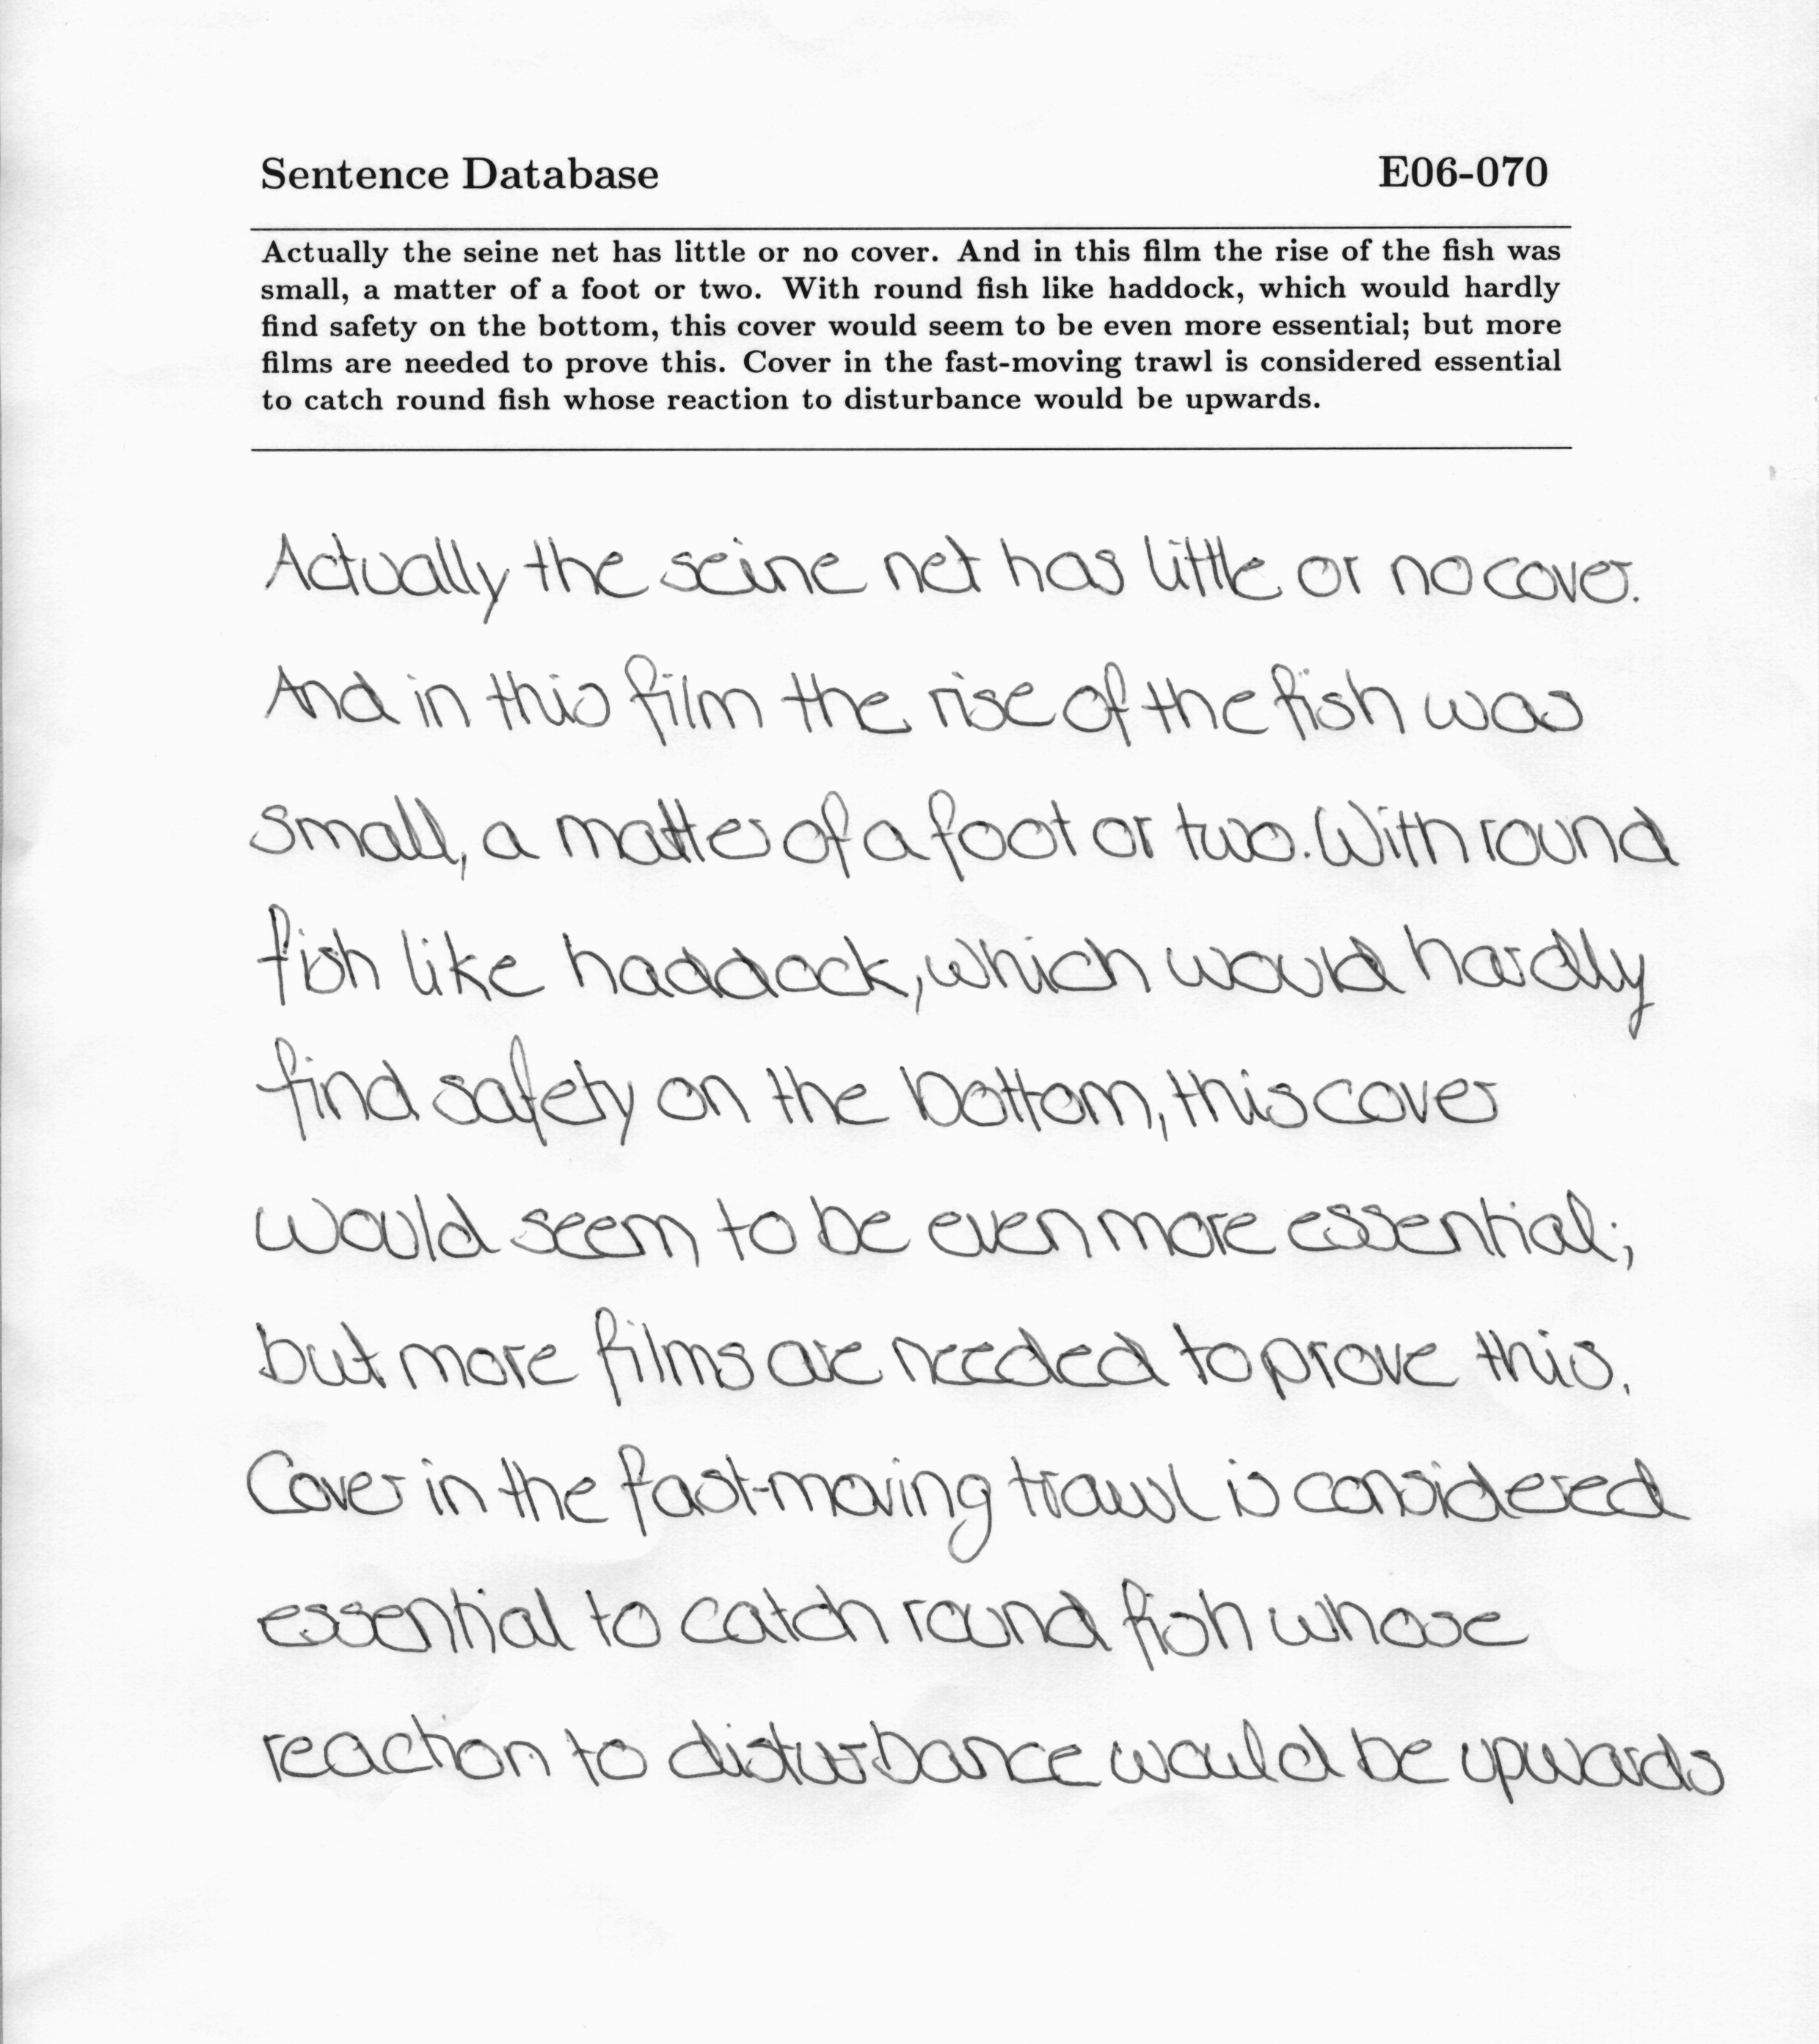 Sentence Database E06-070
Actually the seine net has little or no cover. And in this film the rise of the fish was
small, a matter of a foot or two. With round fish like haddock, which would hardly
find safety on the bottom, this cover would seem to be even more essential; but more
films are needed to prove this. Cover in the fast-moving trawl is considered essential
to catch round fish whose reaction to disturbance would be upwards.
Actually the seine net has little or no cover.
And in this film the rise of the fish was
small, a matter of a foot or two. With round
fish like haddock, which would hardly
find safety on the bottom, this cover
would seem to be even more essential;
but more films are needed to prove this.
Cover in the fast-moving trawl is considered
essential to catch round fish whose
reaction to disturbance would be upwards